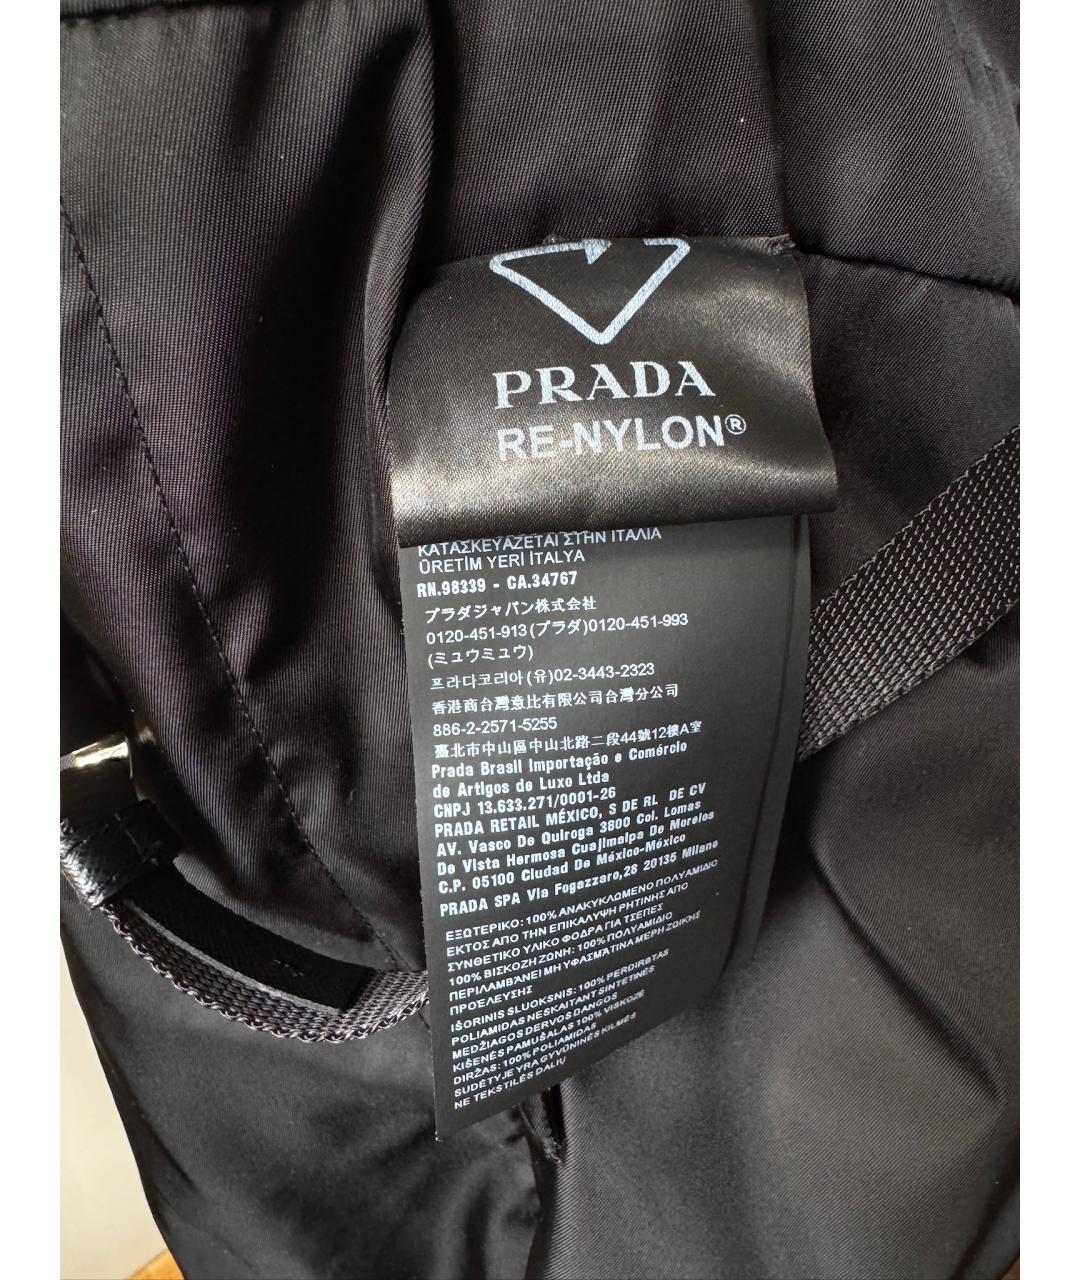 PRADA
RE-NYLON®
ΚΑΤΑΣΚΕΥΑΖΕΤΑΙ ΣΤΗΝ ΙΤΑΛΙΑ
ÜRETİM YERİ İTALYA
RN.98339 - CA.34767
プラダジャパン株式会社
0120-451-913(プラダ)0120-451-993
(ミュウミュウ)
프라다코리아(유)02-3443-2323
香港商台灣意比有限公司台灣分公司
886-2-2571-5255
臺北市中山區中山北路二段44號12樓A室
Prada Brasil Importação e Comércio
de Artigos de Luxo Ltda
CNPJ 13.633.271/0001-26
PRADA RETAIL MÉXICO, S DE RL DE CV
AV. Vasco De Quiroga 3800 Col. Lomas
De Vista Hermosa Cuajimalpa De Morelos
C.P. 05100 Ciudad De México-México
PRADA SPA Via Fogazzaro,28 20135 Milano
ΕΞΩΤΕΡΙΚΟ: 100% ΑΝΑΚΥΚΛΩΜΕΝΟ ΠΟΛΥΑΜΙΔΙΟ
ΕΚΤΟΣ ΑΠΟ ΤΗΝ ΕΠΙΚΑΛΥΨΗ ΡΗΤΙΝΗΣ ΑΠΟ
ΣΥΝΘΕΤΙΚΟ ΥΛΙΚΟ ΦΟΔΡΑ ΓΙΑ ΤΣΕΠΕΣ
100% ΒΙΣΚΟΖΗ ΖΩΝΗ: 100% ΠΟΛΥΑΜΙΔΙΟ
ΠΕΡΙΛΑΜΒΑΝΕΙ ΜΗ ΥΦΑΣΜΑΤΙΝΑ ΜΕΡΗ ΖΩΙΚΗΣ
ΠΡΟΕΛΕΥΣΗΣ
IŠORINIS SLUOKSNIS: 100% PERDIRBTAS
POLIAMIDAS NESKAITANT SINTETINĖS
MEDŽIAGOS DERVOS DANGOS
KIŠENĖS PAMUŠALAS 100% VISKOZĖ
DIRŽAS: 100% POLIAMIDAS
SUDĖTYJE YRA GYVŪNINĖS KILMĖS
NE TEKSTILĖS DALIŲ